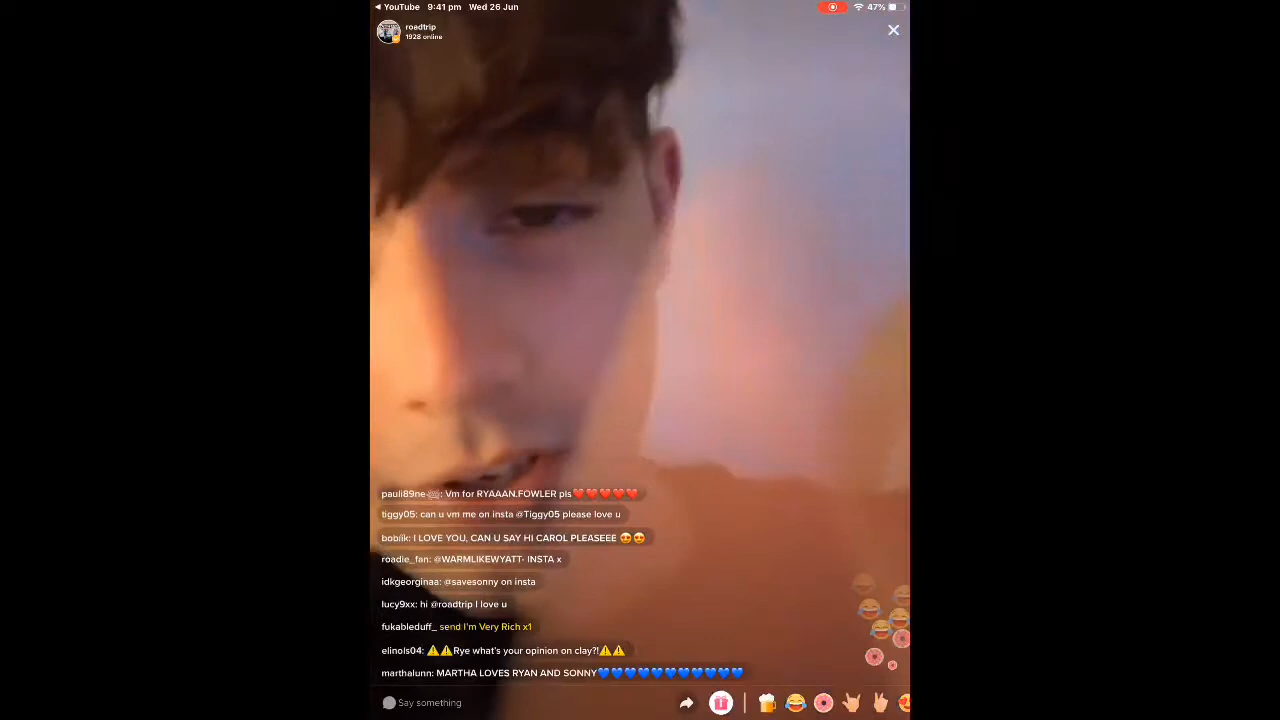 YouTube 9:41 pm Wed 26 Jun 47%
roadtrip
1928 online
pauli89ne: Vm for RYAAAN.FOWLER pls❤️❤️❤️❤️❤️
tiggy05: can u vm me on insta @Tiggy05 please love u
bobiik: I LOVE YOU, CAN U SAY HI CAROL PLEASEEE 😍😍
roadie_fan: @WARMLIKEWYATT- INSTA x
idkgeorginaa: @savesonny on insta
lucy9xx: hi @roadtrip I love u
fukableduff_ send I'm Very Rich x1
elinols04: ⚠️⚠️Rye what's your opinion on clay?!⚠️⚠️
marthalunn: MARTHA LOVES RYAN AND SONNY💙💙💙💙💙💙💙💙💙💙💙
Say something